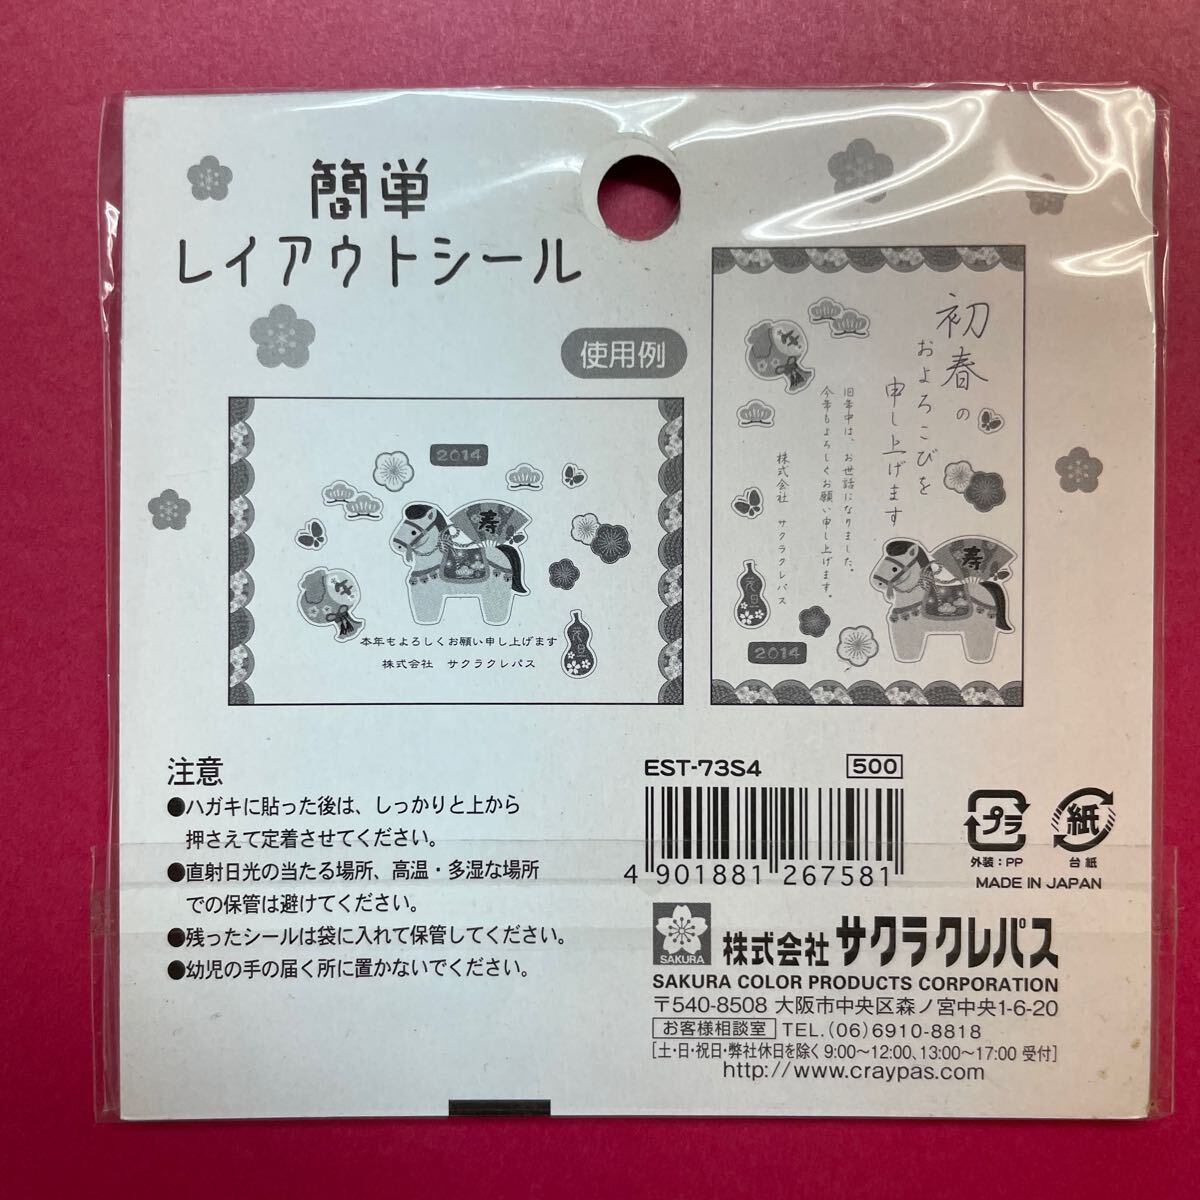 簡単
レイアウトシール
使用例
2014
寿
元旦
本年もよろしくお願い申し上げます
株式会社 サクラクレパス
初春の
およろこびを
申し上げます
旧年中は、お世話になりました。
今年もよろしくお願い申し上げます。
株式会社 サクラクレパス
寿
元旦
2014
注意
●ハガキに貼った後は、しっかりと上から
押さえて定着させてください。
●直射日光の当たる場所、高温・多湿な場所
での保管は避けてください。
●残ったシールは袋に入れて保管してください。
●幼児の手の届く所に置かないでください。
EST-73S4 500
4 901881 267581
プラ
外装:PP
紙
台紙
MADE IN JAPAN
SAKURA
株式会社 サクラクレパス
SAKURA COLOR PRODUCTS CORPORATION
〒540-8508 大阪市中央区森ノ宮中央1-6-20
お客様相談室 TEL.(06)6910-8818
[土・日・祝日・弊社休日を除く 9:00〜12:00、13:00〜17:00 受付]
http://www.craypas.com